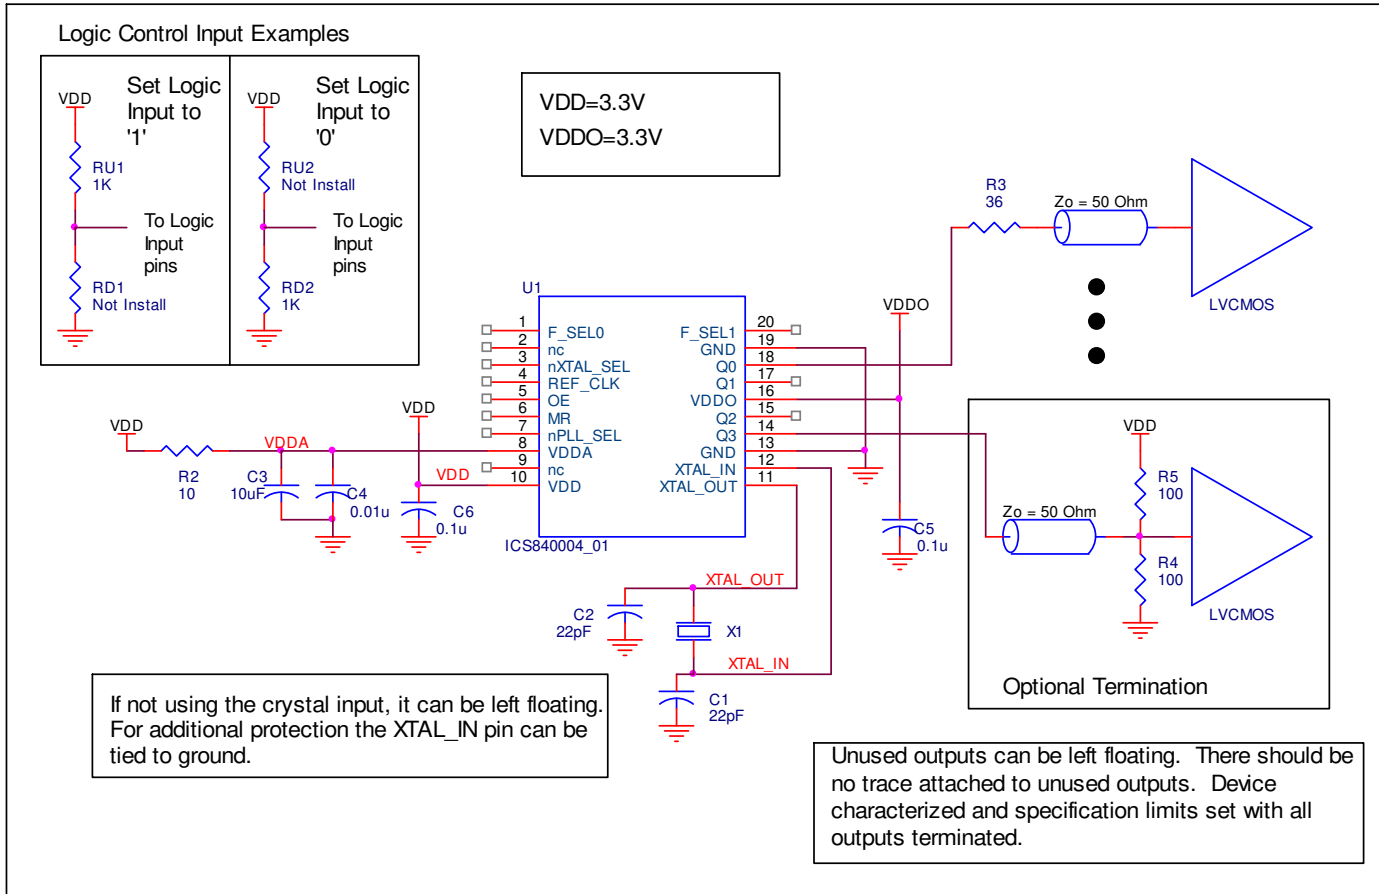 Logic Control Input Examples
Set Logic
Input to
'1'
VDD
RU1
1K
To Logic
Input
pins
RD1
Not Install
Set Logic
Input to
'0'
VDD
RU2
Not Install
To Logic
Input
pins
RD2
1K
VDD=3.3V
VDDO=3.3V
R3
36
Zo = 50 Ohm
LVCMOS
U1
1 F_SEL0
2 nc
3 nXTAL_SEL
4 REF_CLK
5 OE
6 MR
7 nPLL_SEL
8 VDDA
9 nc
10 VDD
F_SEL1 20
GND 19
Q0 18
Q1 17
VDDO 16
Q2 15
Q3 14
GND 13
XTAL_IN 12
XTAL_OUT 11
ICS840004_01
VDD
R2
10
VDDA
C3
10uF
C4
0.01u
VDD
VDD
C6
0.1u
VDDO
C5
0.1u
XTAL_OUT
C2
22pF
X1
XTAL_IN
C1
22pF
VDD
R5
100
Zo = 50 Ohm
R4
100
LVCMOS
Optional Termination
If not using the crystal input, it can be left floating.
For additional protection the XTAL_IN pin can be
tied to ground.
Unused outputs can be left floating. There should be
no trace attached to unused outputs. Device
characterized and specification limits set with all
outputs terminated.